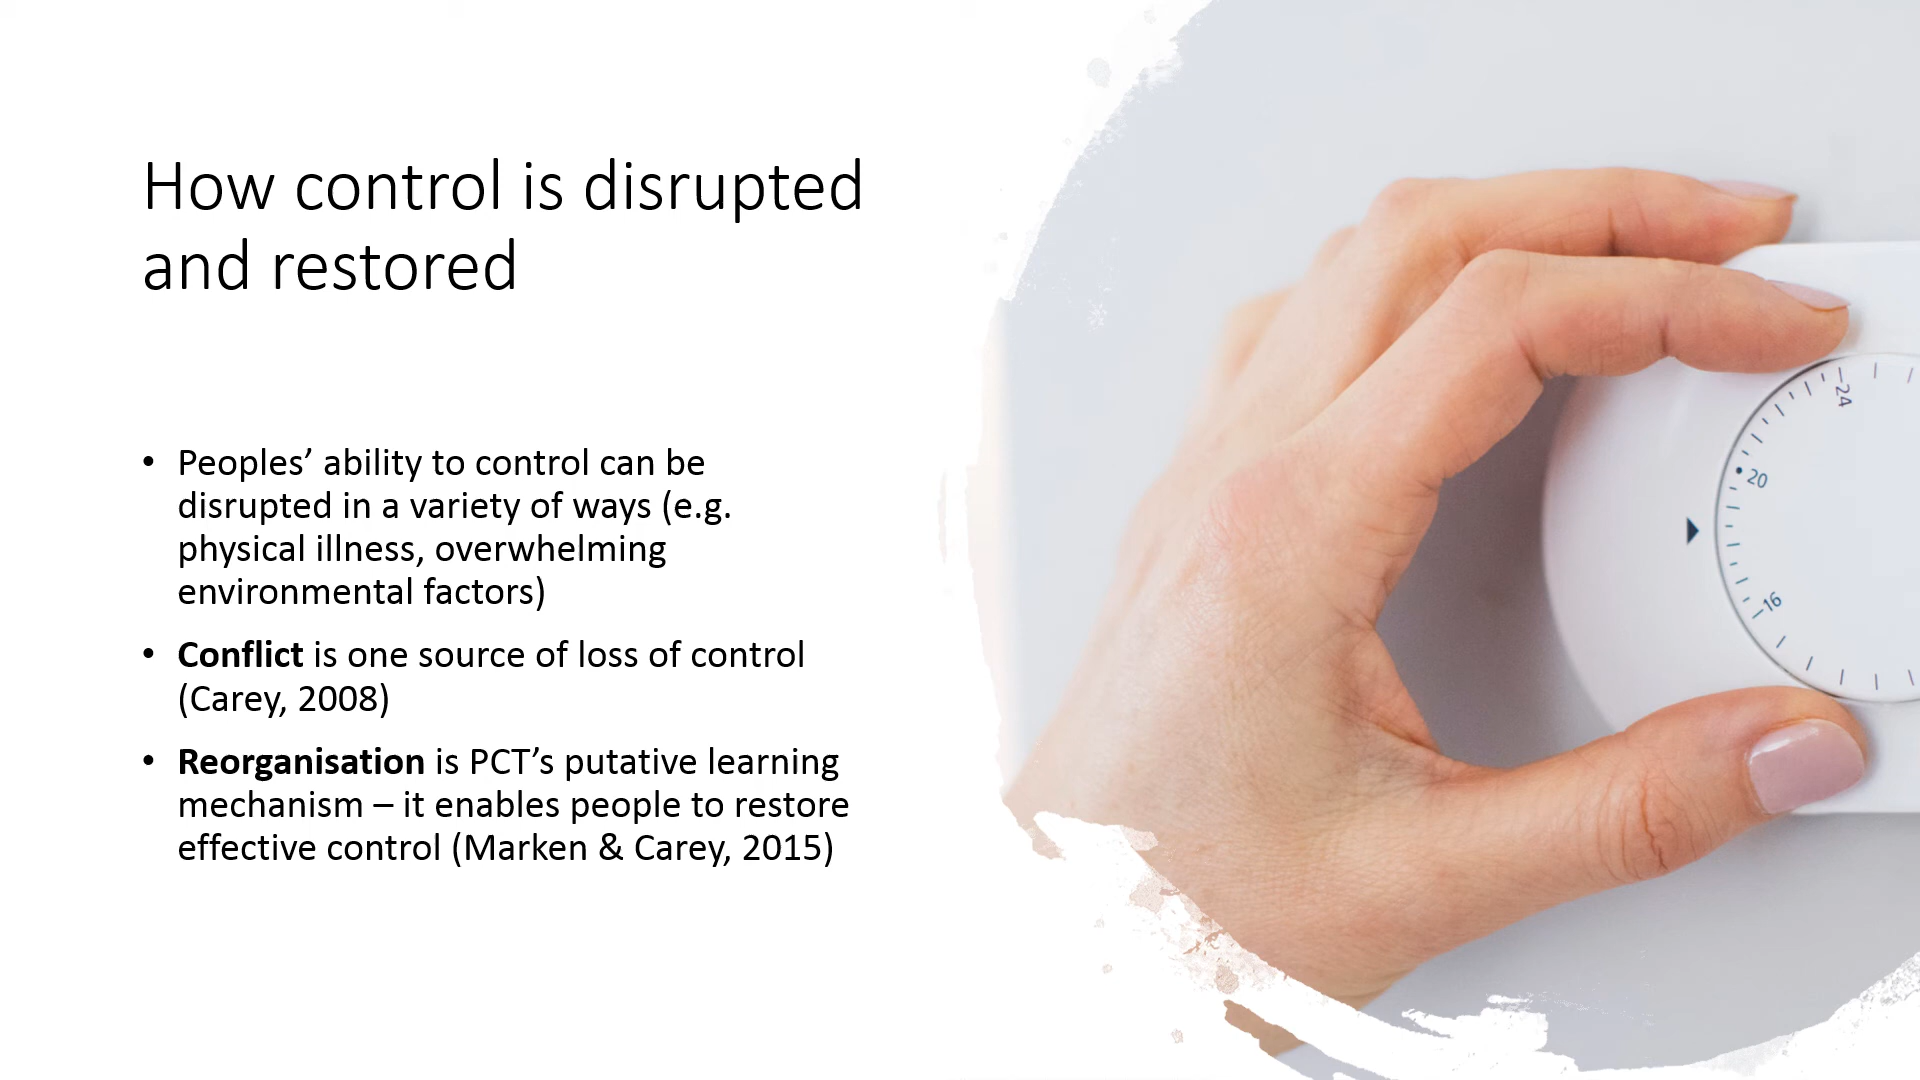 How control is disrupted
and restored
• Peoples’ ability to control can be
disrupted in a variety of ways (e.g.
physical illness, overwhelming
environmental factors)
• Conflict is one source of loss of control
(Carey, 2008)
• Reorganisation is PCT’s putative learning
mechanism – it enables people to restore
effective control (Marken & Carey, 2015)
24
20
16